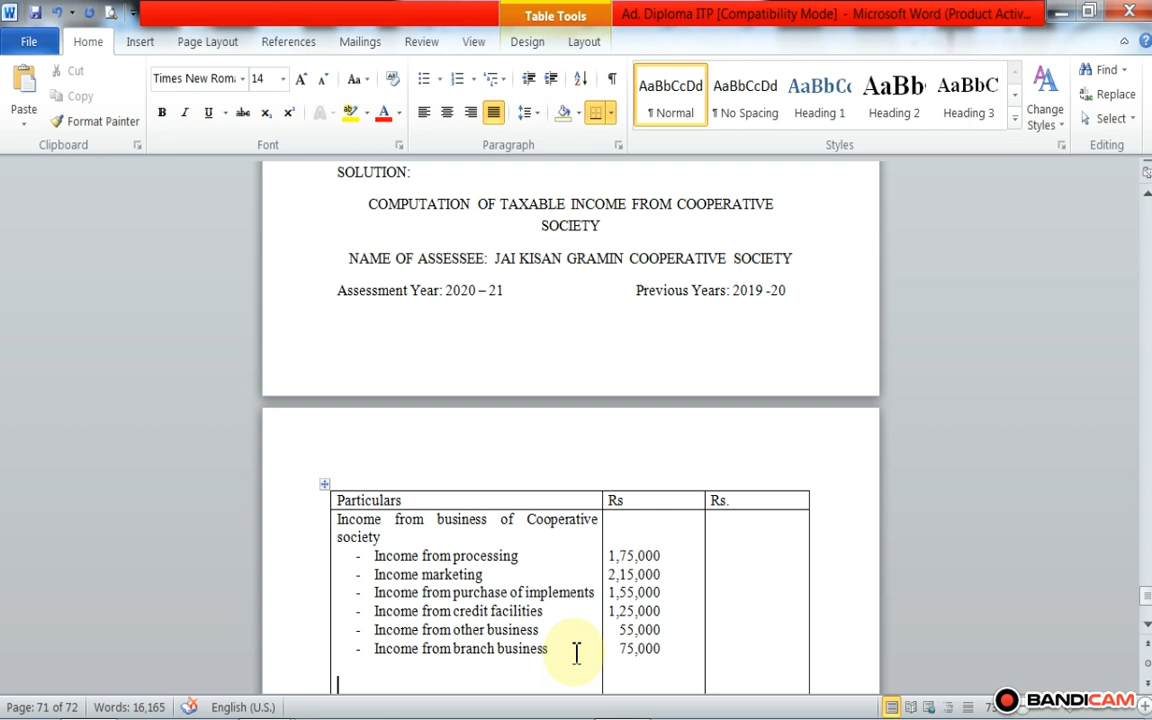 Table Tools
Ad. Diploma ITP [Compatibility Mode] - Microsoft Word (Product Activ...
File Home Insert Page Layout References Mailings Review View Design Layout
Paste
Cut
Copy
Format Painter
Clipboard
Times New Rom
14
Font
Paragraph
AaBbCcDd AaBbCcDd AaBbCc AaBb AaBbC
¶ Normal ¶ No Spacing Heading 1 Heading 2 Heading 3
Change Styles
Styles
Find
Replace
Select
Editing
SOLUTION:
COMPUTATION OF TAXABLE INCOME FROM COOPERATIVE
SOCIETY
NAME OF ASSESSEE: JAI KISAN GRAMIN COOPERATIVE SOCIETY
Assessment Year: 2020 – 21 Previous Years: 2019 -20
Particulars Rs Rs.
Income from business of Cooperative
society
- Income from processing 1,75,000
- Income marketing 2,15,000
- Income from purchase of implements 1,55,000
- Income from credit facilities 1,25,000
- Income from other business 55,000
- Income from branch business 75,000
Page: 71 of 72 Words: 16,165 English (U.S.)
BANDICAM